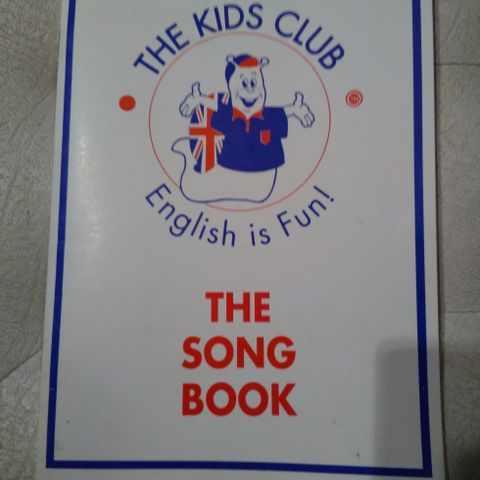 THE KIDS CLUB
English is Fun!
THE
SONG
BOOK